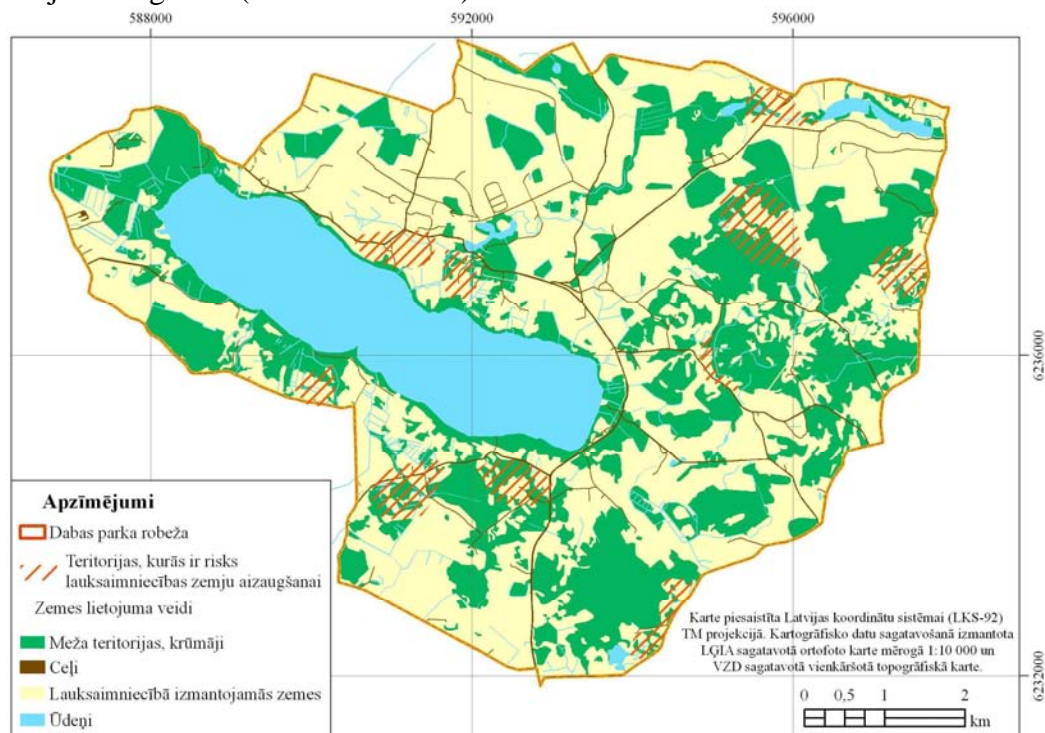 588000
592000
596000
6236000
6232000
Apzīmējumi
Dabas parka robeža
Teritorijas, kurās ir risks
lauksaimniecības zemju aizaugšanai
Zemes lietojuma veidi
Meža teritorijas, krūmāji
Ceļi
Lauksaimniecībā izmantojamās zemes
Ūdeņi
Karte piesaistīta Latvijas koordinātu sistēmai (LKS-92)
TM projekcijā. Kartogrāfisko datu sagatavošanā izmantota
LĢIA sagatavotā ortofoto karte mērogā 1:10 000 un
VZD sagatavotā vienkāršotā topogrāfiskā karte.
0 0,5 1 2
km